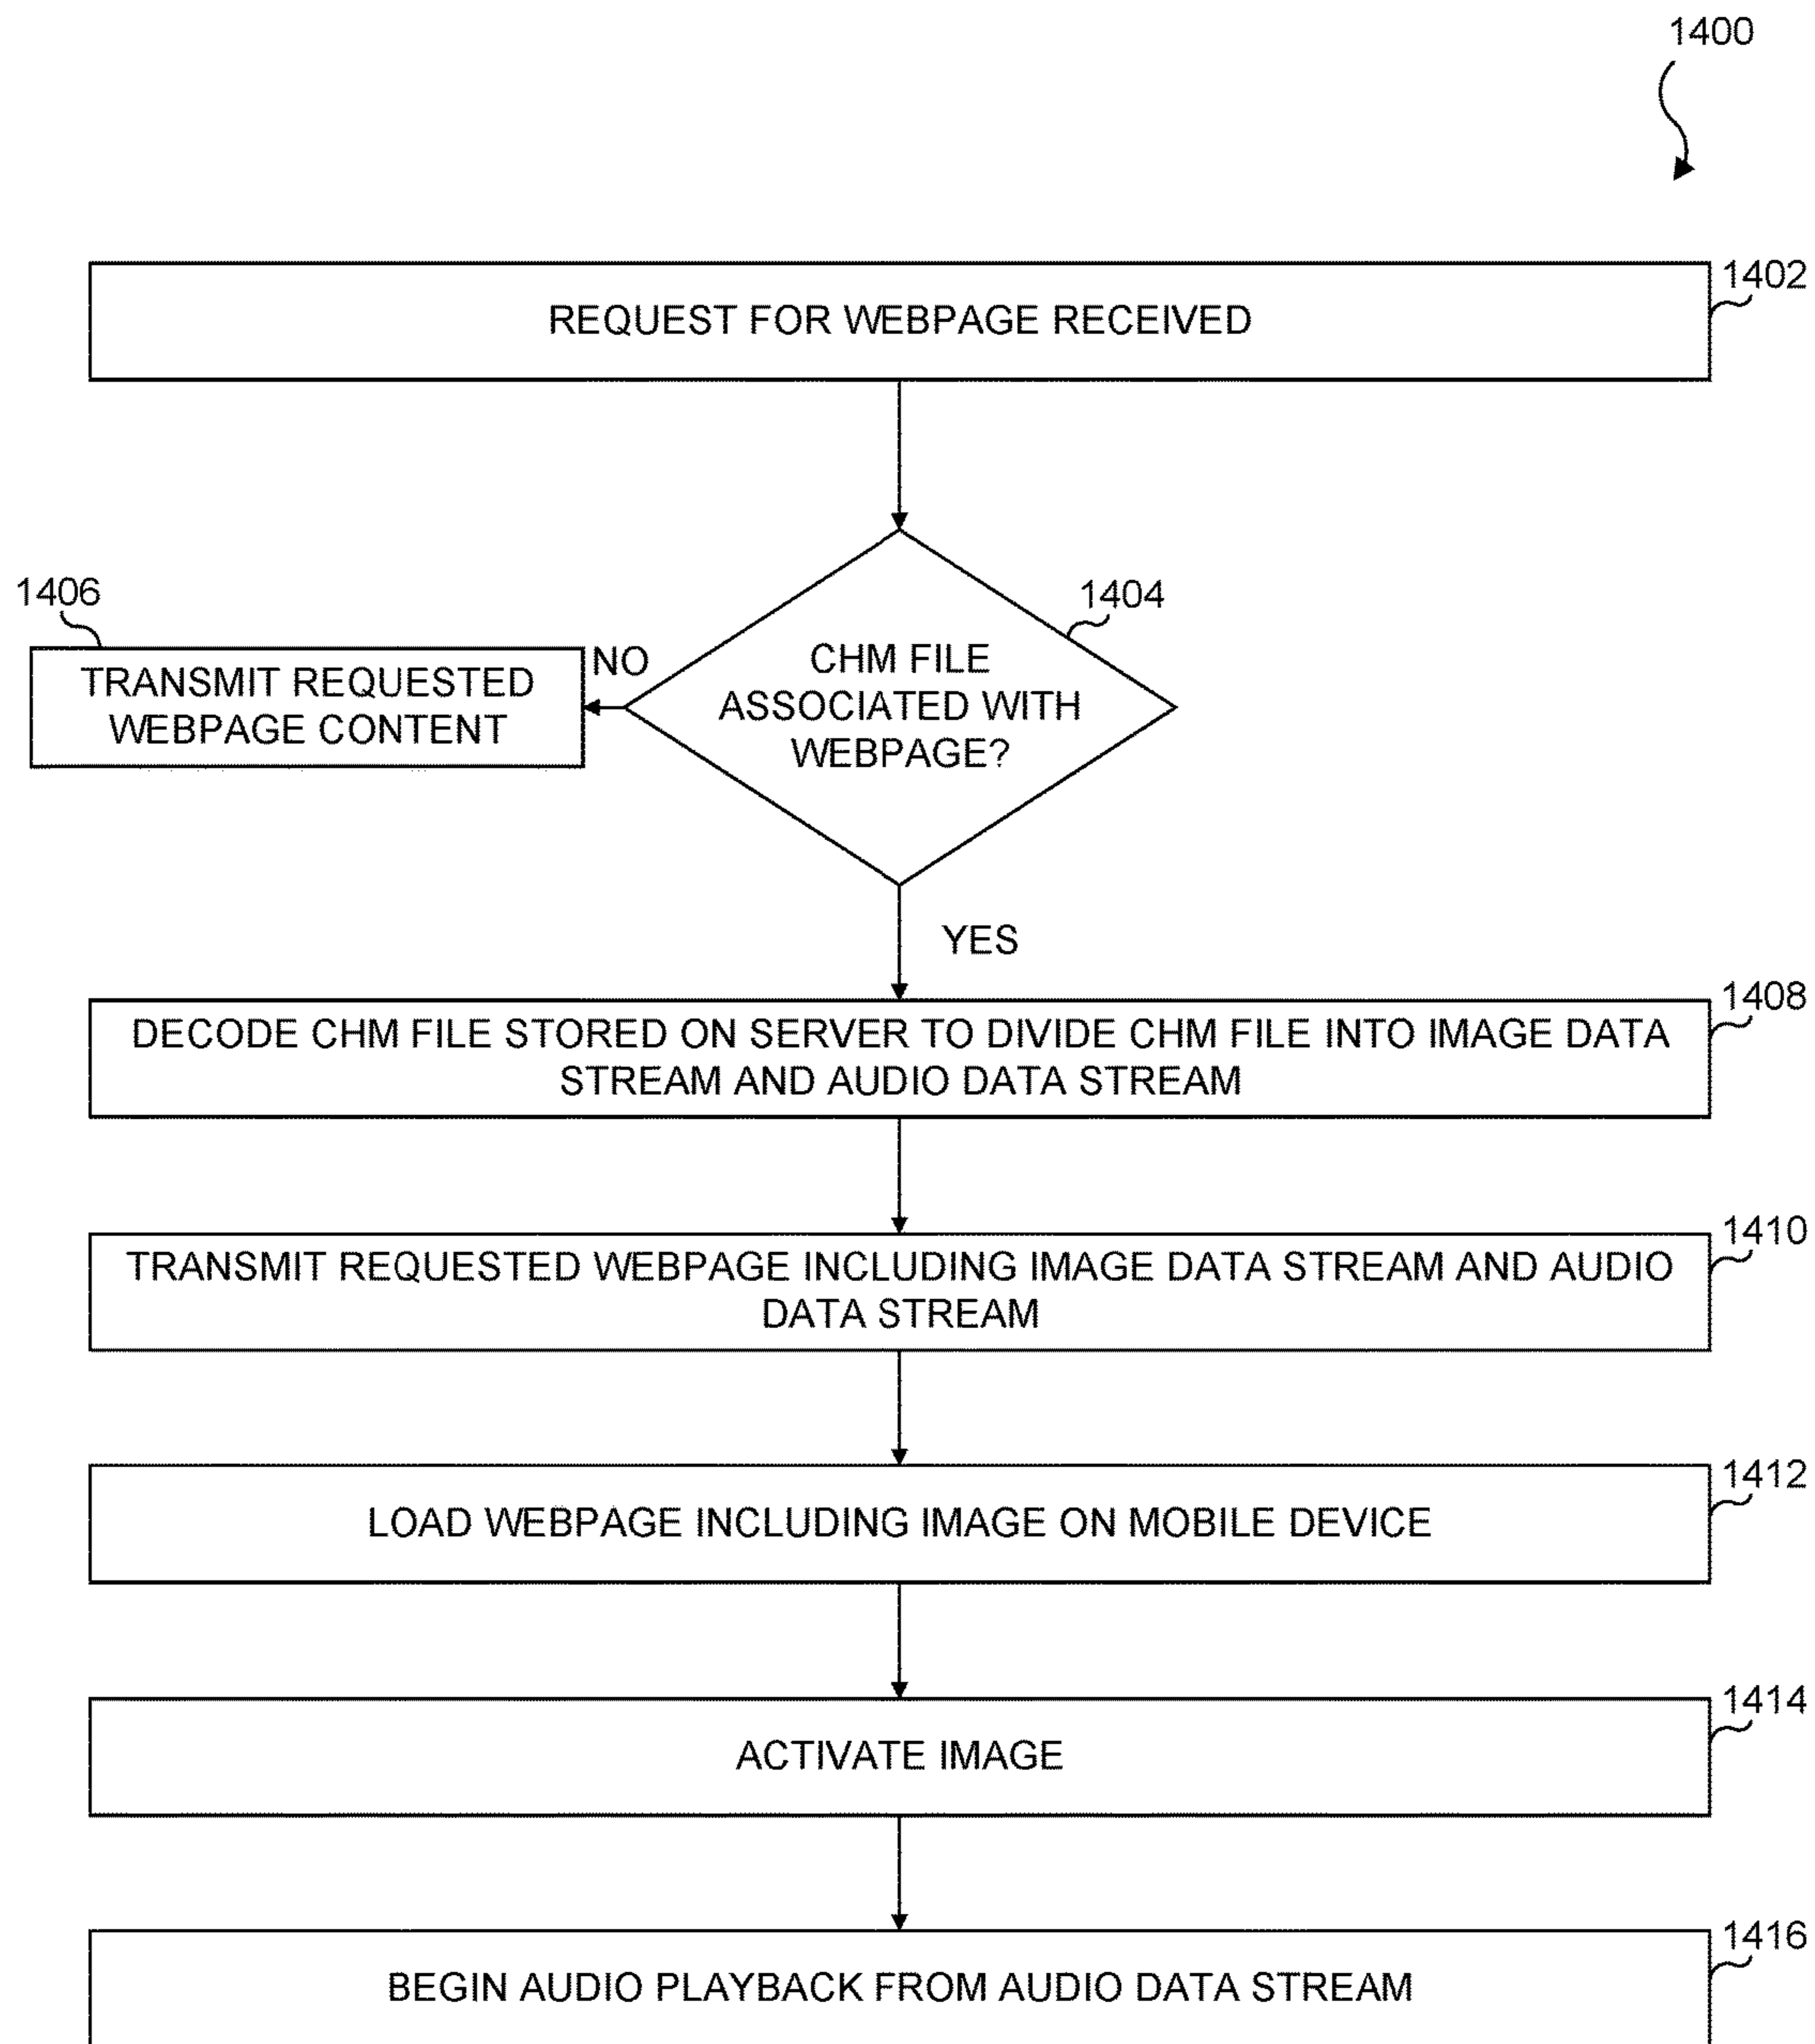 1400
REQUEST FOR WEBPAGE RECEIVED
1402
1406
1404
TRANSMIT REQUESTED
WEBPAGE CONTENT
NO
CHM FILE
ASSOCIATED WITH
WEBPAGE?
YES
1408
DECODE CHM FILE STORED ON SERVER TO DIVIDE CHM FILE INTO IMAGE DATA
STREAM AND AUDIO DATA STREAM
1410
TRANSMIT REQUESTED WEBPAGE INCLUDING IMAGE DATA STREAM AND AUDIO
DATA STREAM
1412
LOAD WEBPAGE INCLUDING IMAGE ON MOBILE DEVICE
1414
ACTIVATE IMAGE
1416
BEGIN AUDIO PLAYBACK FROM AUDIO DATA STREAM